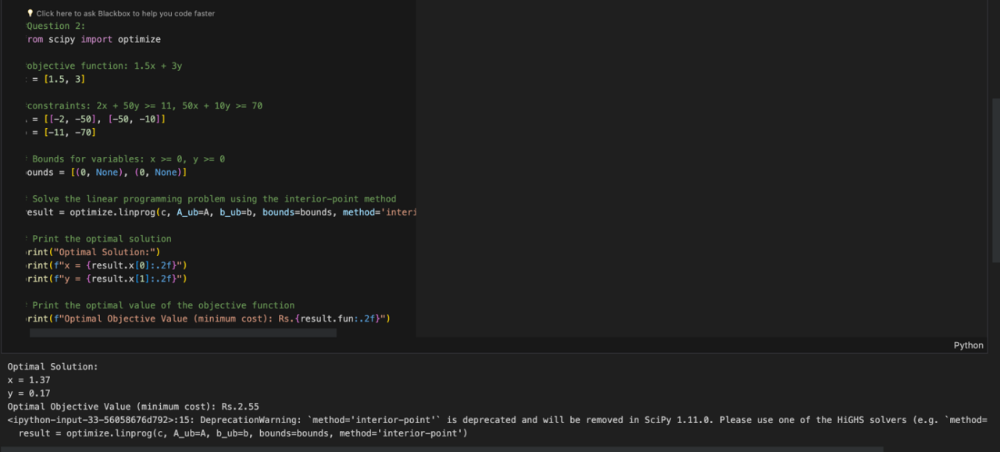 Click here to ask Blackbox to help you code faster
Question 2:
rom scipy import optimize
objective function: 1.5x + 3y
= [1.5, 3]
constraints: 2x + 50y >= 11, 50x + 10y >= 70
= [[-2, -50], [-50, -10]]
= [-11, -70]
Bounds for variables: x >= 0, y >= 0
ounds = [(0, None), (0, None)]
Solve the linear programming problem using the interior-point method
esult = optimize.linprog(c, A_ub=A, b_ub=b, bounds=bounds, method='interi
Print the optimal solution
rint("Optimal Solution:")
rint(f"x = {result.x[0]:.2f}")
rint(f"y = {result.x[1]:.2f}")
Print the optimal value of the objective function
rint(f"Optimal Objective Value (minimum cost): Rs.{result.fun:.2f}")
Python
Optimal Solution:
x = 1.37
y = 0.17
Optimal Objective Value (minimum cost): Rs.2.55
<ipython-input-33-56058676d792>:15: DeprecationWarning: `method='interior-point'` is deprecated and will be removed in SciPy 1.11.0. Please use one of the HiGHS solvers (e.g. `method=
result = optimize.linprog(c, A_ub=A, b_ub=b, bounds=bounds, method='interior-point')